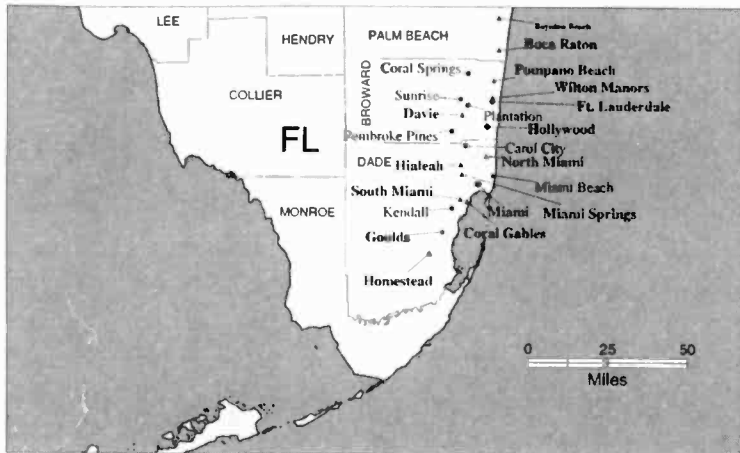 LEE
HENDRY
PALM BEACH
Boynton Beach
Boca Raton
Coral Springs
Pompano Beach
COLLIER
BROWARD
Sunrise
Wilton Manors
Davie
Plantation
Ft. Lauderdale
FL
Pembroke Pines
Hollywood
Carol City
DADE
Hialeah
North Miami
South Miami
Miami Beach
MONROE
Kendall
Miami
Miami Springs
Goulds
Coral Gables
Homestead
0 25 50
Miles